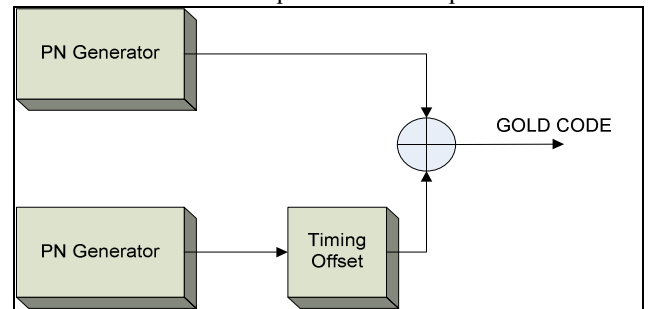 PN Generator
GOLD CODE
PN Generator
Timing
Offset